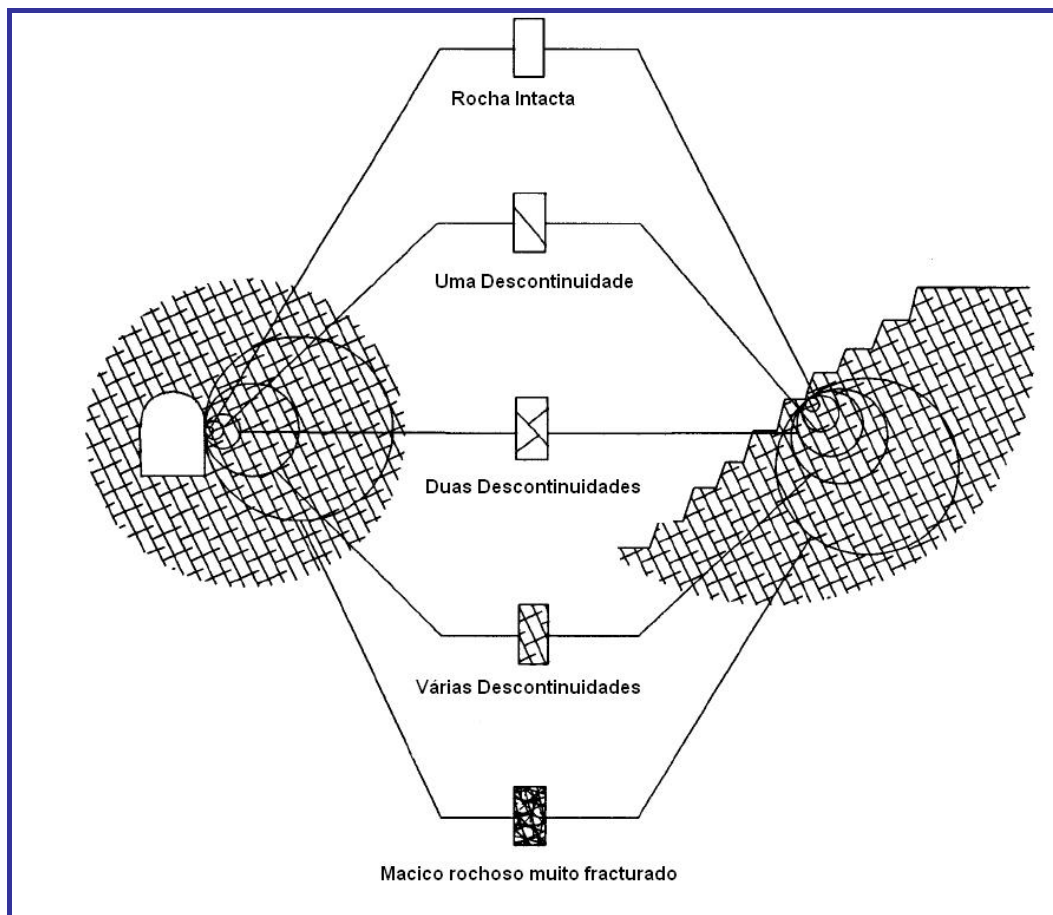 Rocha Intacta
Uma Descontinuidade
Duas Descontinuidades
Várias Descontinuidades
Macico rochoso muito fracturado